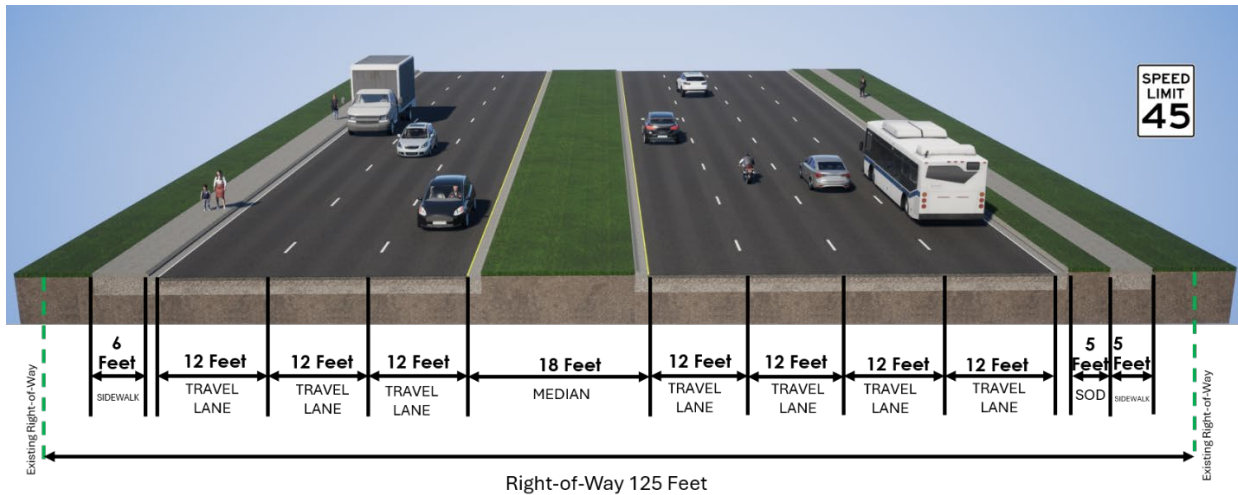 SPEED
LIMIT
45
6
Feet
SIDEWALK
12 Feet
TRAVEL
LANE
12 Feet
TRAVEL
LANE
12 Feet
TRAVEL
LANE
18 Feet
MEDIAN
12 Feet
TRAVEL
LANE
12 Feet
TRAVEL
LANE
12 Feet
TRAVEL
LANE
12 Feet
TRAVEL
LANE
5
Feet
SOD
5
Feet
SIDEWALK
Existing Right-of-Way
Existing Right-of-Way
Right-of-Way 125 Feet